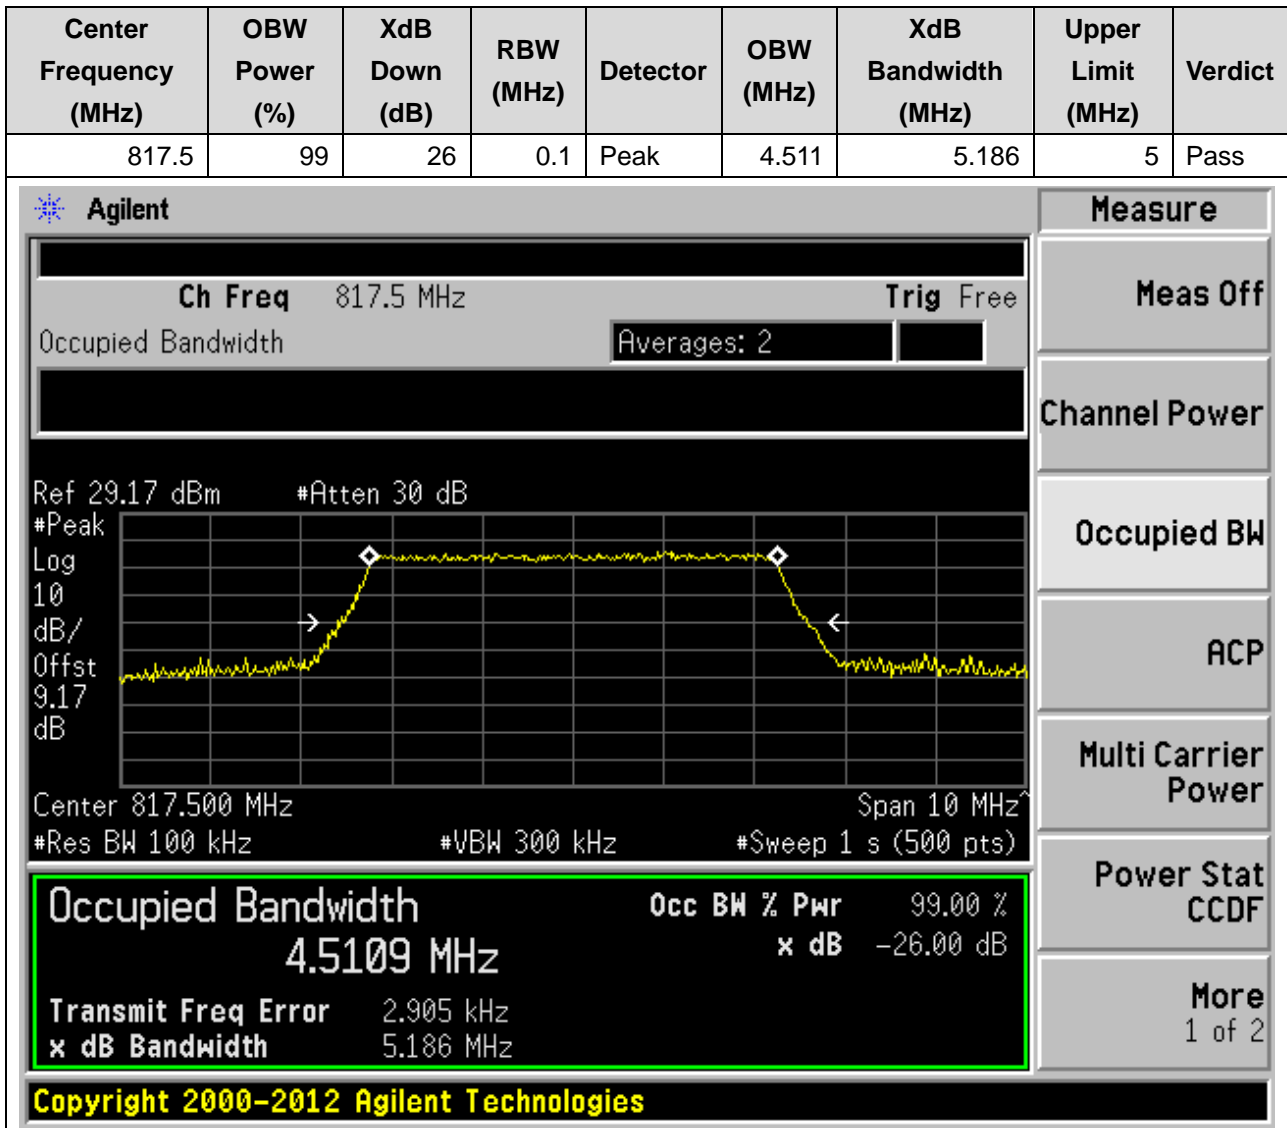 Center Frequency (MHz) OBW Power (%) XdB Down (dB) RBW (MHz) Detector OBW (MHz) XdB Bandwidth (MHz) Upper Limit (MHz) Verdict
817.5 99 26 0.1 Peak 4.511 5.186 5 Pass
Agilent
Measure
Ch Freq 817.5 MHz Trig Free
Meas Off
Occupied Bandwidth Averages: 2
Channel Power
Ref 29.17 dBm #Atten 30 dB
#Peak
Log
10
dB/
Offst
9.17
dB
Occupied BW
ACP
Multi Carrier
Power
Center 817.500 MHz Span 10 MHz^
#Res BW 100 kHz #VBW 300 kHz #Sweep 1 s (500 pts)
Power Stat
CCDF
Occupied Bandwidth Occ BW % Pwr 99.00 %
4.5109 MHz x dB -26.00 dB
Transmit Freq Error 2.905 kHz
x dB Bandwidth 5.186 MHz
More
1 of 2
Copyright 2000-2012 Agilent Technologies